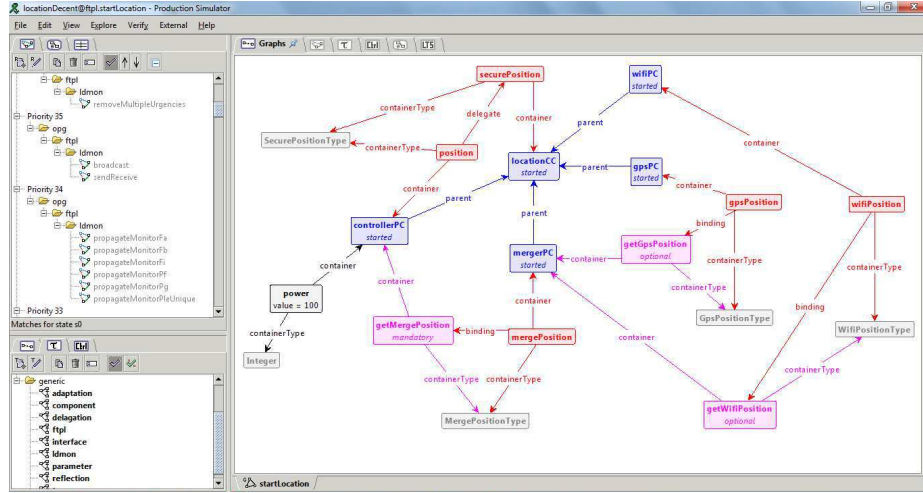 locationDecent@ftpl.startLocation - Production Simulator
File Edit View Explore Verify External Help
ftpl
ldmon
removeMultipleUrgencies
Priority 35
opg
ftpl
ldmon
broadcast
sendReceive
Priority 34
opg
ftpl
ldmon
propagateMonitorFa
propagateMonitorFb
propagateMonitorFi
propagateMonitorPf
propagateMonitorPg
propagateMonitorPleUnique
Priority 33
Matches for state s0
Ctrl
generic
adaptation
component
delagation
ftpl
interface
ldmon
parameter
reflection
Graphs
Ctrl
LTS
securePosition
wifiPC
started
containerType
delegate
container
parent
container
SecurePositionType
containerType
position
locationCC
started
parent
gpsPC
started
container
container
parent
gpsPosition
wifiPosition
controllerPC
started
parent
binding
getGpsPosition
optional
mergerPC
started
container
container
containerType
containerType
containerType
power
value = 100
container
container
binding
GpsPositionType
WifiPositionType
containerType
getMergePosition
mandatory
binding
mergePosition
container
Integer
containerType
containerType
containerType
MergePositionType
getWifiPosition
optional
startLocation